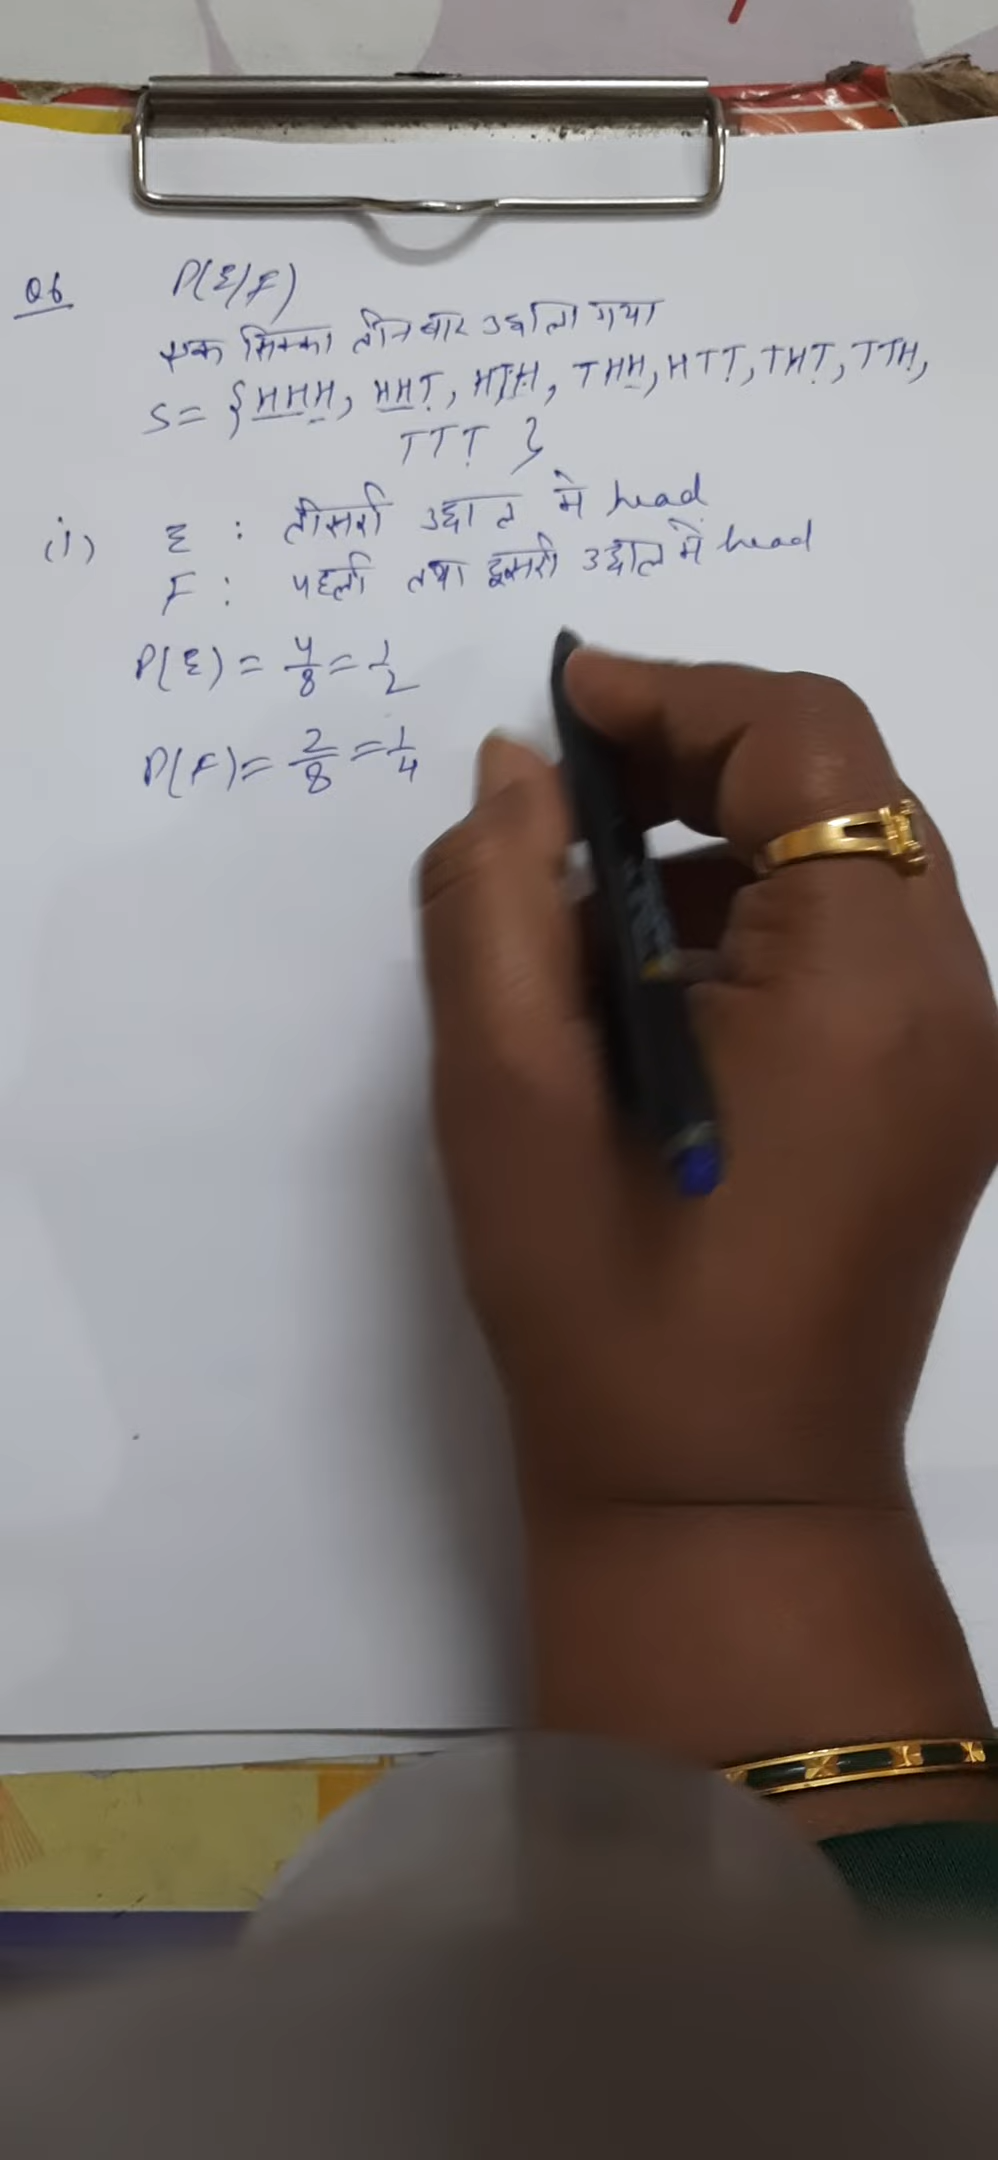 Q6 P(E/F)
एक सिक्का तीन बार उछाला गया
S = {HHH, HHT, HTH, THH, HTT, THT, TTH,
TTT }
(i) E : तीसरी उछाल में head
F : पहली तथा दूसरी उछाल में head
P(E) = 4/8 = 1/2
P(F) = 2/8 = 1/4